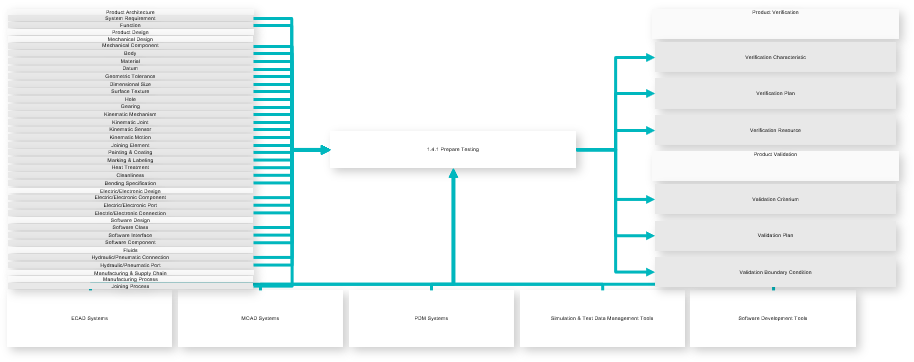 Product Architecture
System Requirement
Function
Product Design
Mechanical Design
Mechanical Component
Body
Material
Datum
Geometric Tolerance
Dimensional Size
Surface Texture
Hole
Gearing
Kinematic Mechanism
Kinematic Joint
Kinematic Sensor
Kinematic Motion
Joining Element
Painting & Coating
Marking & Labeling
Heat Treatment
Cleanliness
Bending Specification
Electric/Electronic Design
Electric/Electronic Component
Electric/Electronic Port
Electric/Electronic Connection
Software Design
Software Class
Software Interface
Software Component
Fluids
Hydraulic/Pneumatic Connection
Hydraulic/Pneumatic Port
Manufacturing & Supply Chain
Manufacturing Process
Joining Process
1.4.1 Prepare Testing
Product Verification
Verification Characteristic
Verification Plan
Verification Resource
Product Validation
Validation Criterium
Validation Plan
Validation Boundary Condition
ECAD Systems
MCAD Systems
PDM Systems
Simulation & Test Data Management Tools
Software Development Tools